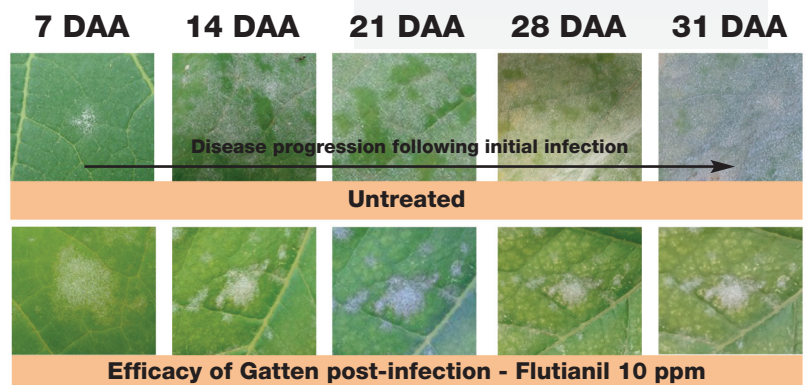 7 DAA 14 DAA 21 DAA 28 DAA 31 DAA
Disease progression following initial infection
Untreated
Efficacy of Gatten post-infection - Flutianil 10 ppm